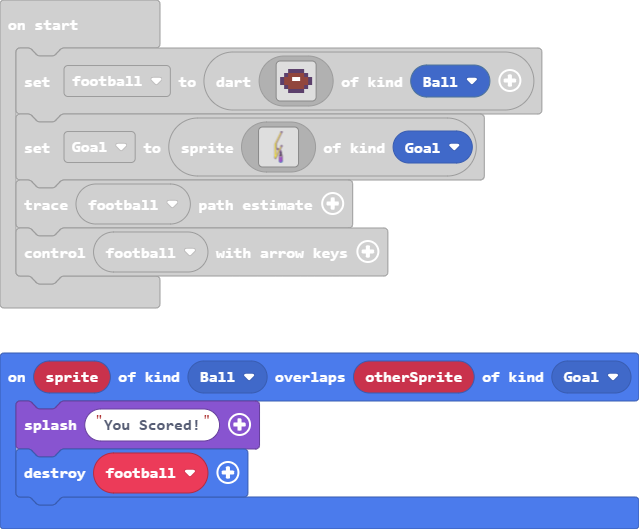 on start
set football to dart of kind Ball
set Goal to sprite of kind Goal
trace football path estimate
control football with arrow keys
on sprite of kind Ball overlaps otherSprite of kind Goal
splash "You Scored!"
destroy football